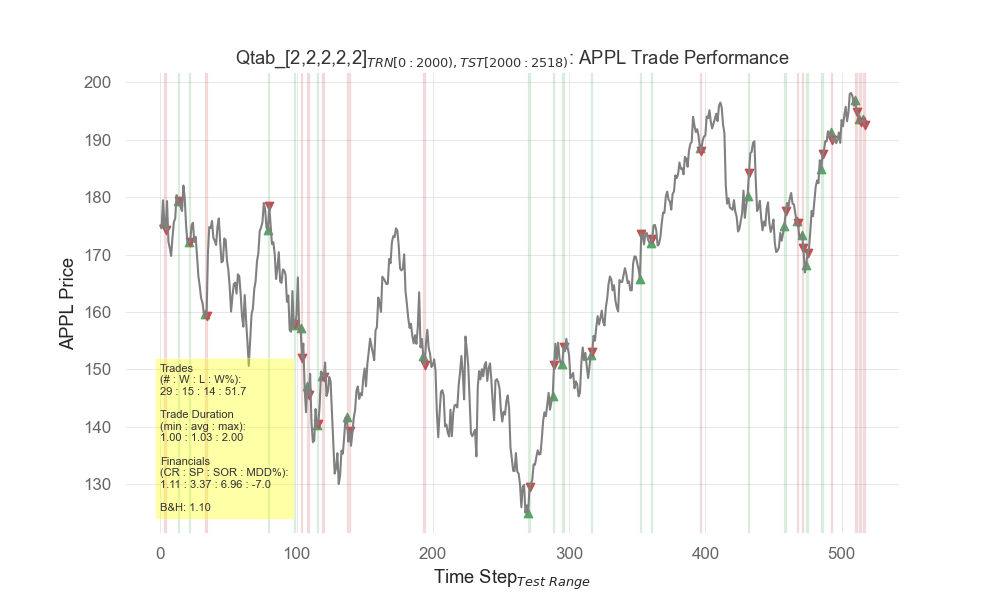 Qtab_[2,2,2,2,2]TRN[0 : 2000), TST[2000 : 2518) : APPL Trade Performance
200
190
180
170
160
150
140
130
APPL Price
Trades
(# : W : L : W%):
29 : 15 : 14 : 51.7
Trade Duration
(min : avg : max):
1.00 : 1.03 : 2.00
Financials
(CR : SP : SOR : MDD%):
1.11 : 3.37 : 6.96 : -7.0
B&H: 1.10
0 100 200 300 400 500
Time StepTest Range